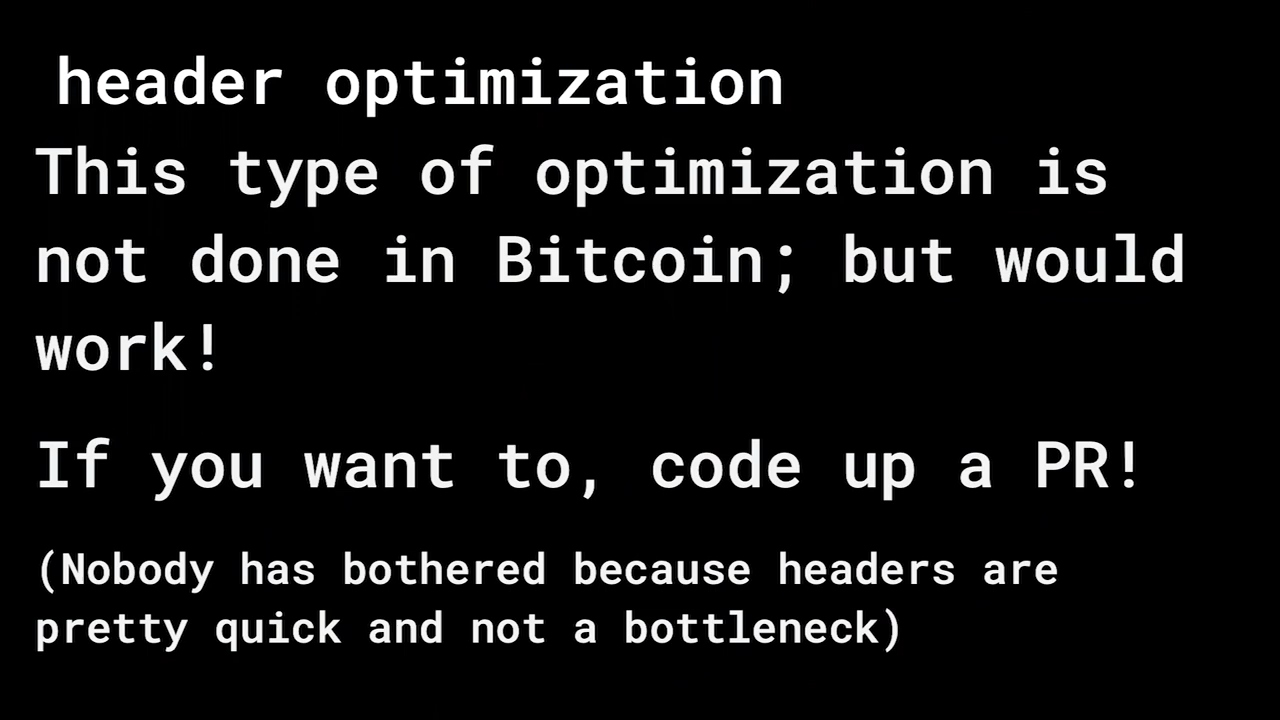 header optimization
This type of optimization is
not done in Bitcoin; but would
work!
If you want to, code up a PR!
(Nobody has bothered because headers are
pretty quick and not a bottleneck)